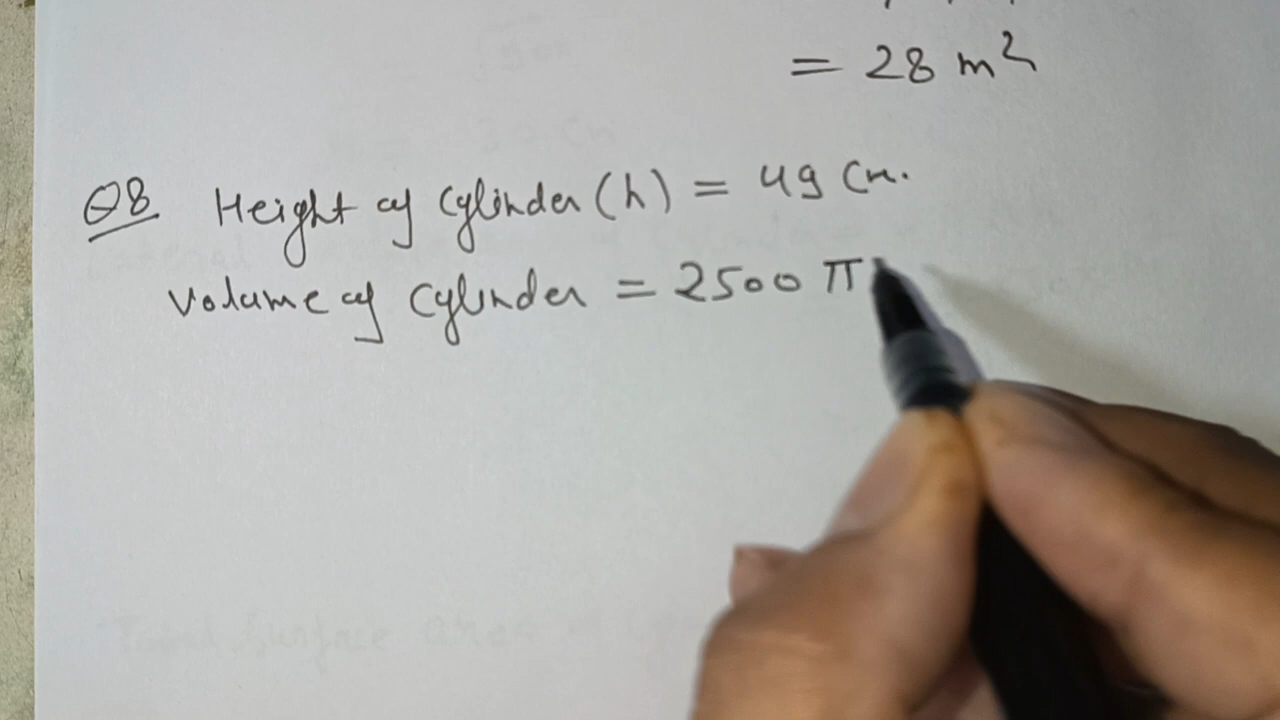 = 28 m²
Q8 Height of Cylinder (h) = 49 Cm.
Volume of Cylinder = 2500 π